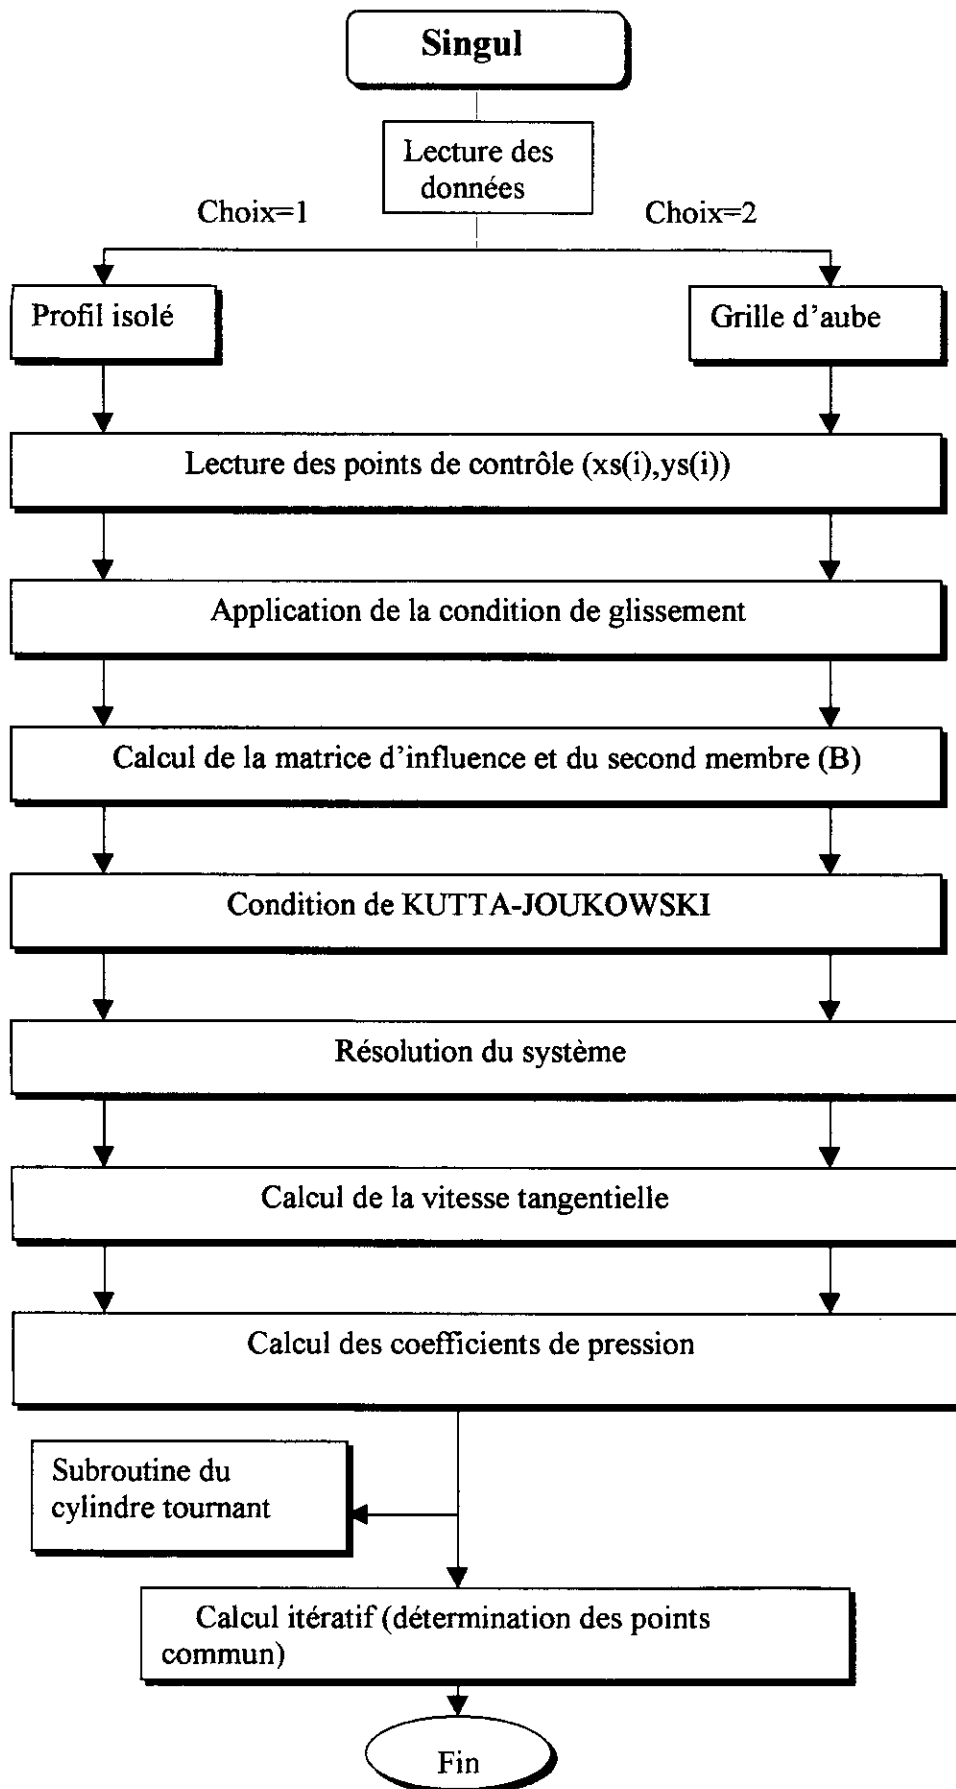 Singul
Lecture des
données
Choix=1
Choix=2
Profil isolé
Grille d'aube
Lecture des points de contrôle (xs(i),ys(i))
Application de la condition de glissement
Calcul de la matrice d'influence et du second membre (B)
Condition de KUTTA-JOUKOWSKI
Résolution du système
Calcul de la vitesse tangentielle
Calcul des coefficients de pression
Subroutine du
cylindre tournant
Calcul itératif (détermination des points
commun)
Fin